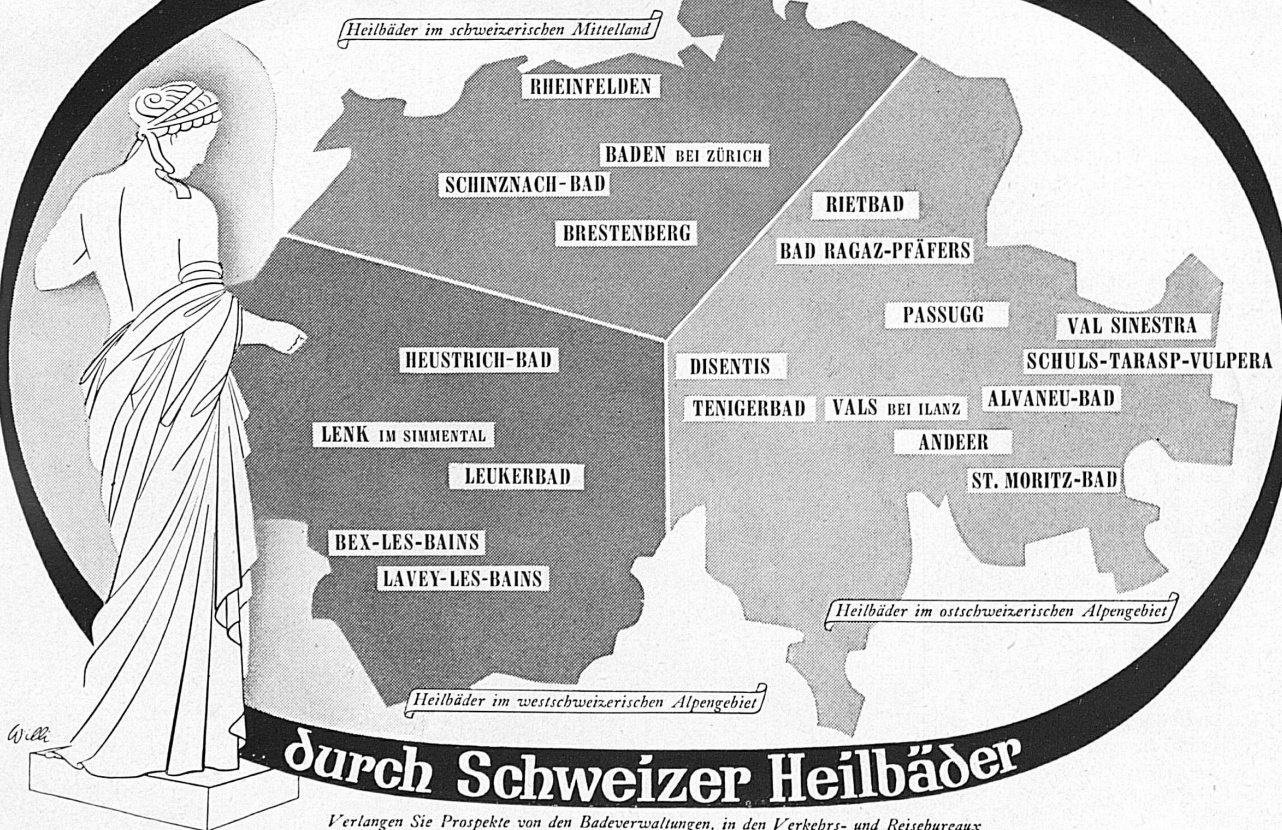 Heilbäder im schweizerischen Mittelland
RHEINFELDEN
BADEN BEI ZÜRICH
SCHINZNACH-BAD
BRESTENBERG
RIETBAD
BAD RAGAZ-PFÄFERS
PASSUGG
VAL SINESTRA
SCHULS-TARASP-VULPERA
HEUSTRICH-BAD
DISENTIS
TENIGERBAD
VALS BEI ILANZ
ALVANEU-BAD
ANDEER
ST. MORITZ-BAD
LENK IM SIMMENTAL
LEUKERBAD
BEX-LES-BAINS
LAVEY-LES-BAINS
Heilbäder im ostschweizerischen Alpengebiet
Heilbäder im westschweizerischen Alpengebiet
Willi
... durch Schweizer Heilbäder
Verlangen Sie Prospekte von den Badeverwaltungen, in den Verkehrs- und Reisebureaux